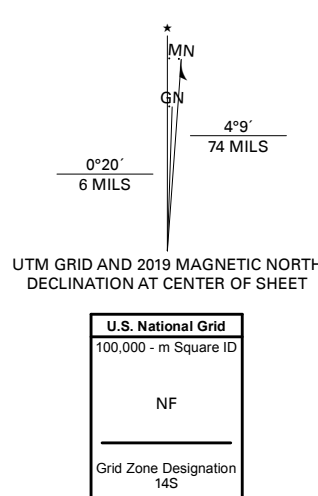 ★
MN
GN
4°9´
74 MILS
0°20´
6 MILS
UTM GRID AND 2019 MAGNETIC NORTH
DECLINATION AT CENTER OF SHEET
U.S. National Grid
100,000 - m Square ID
NF
Grid Zone Designation
14S